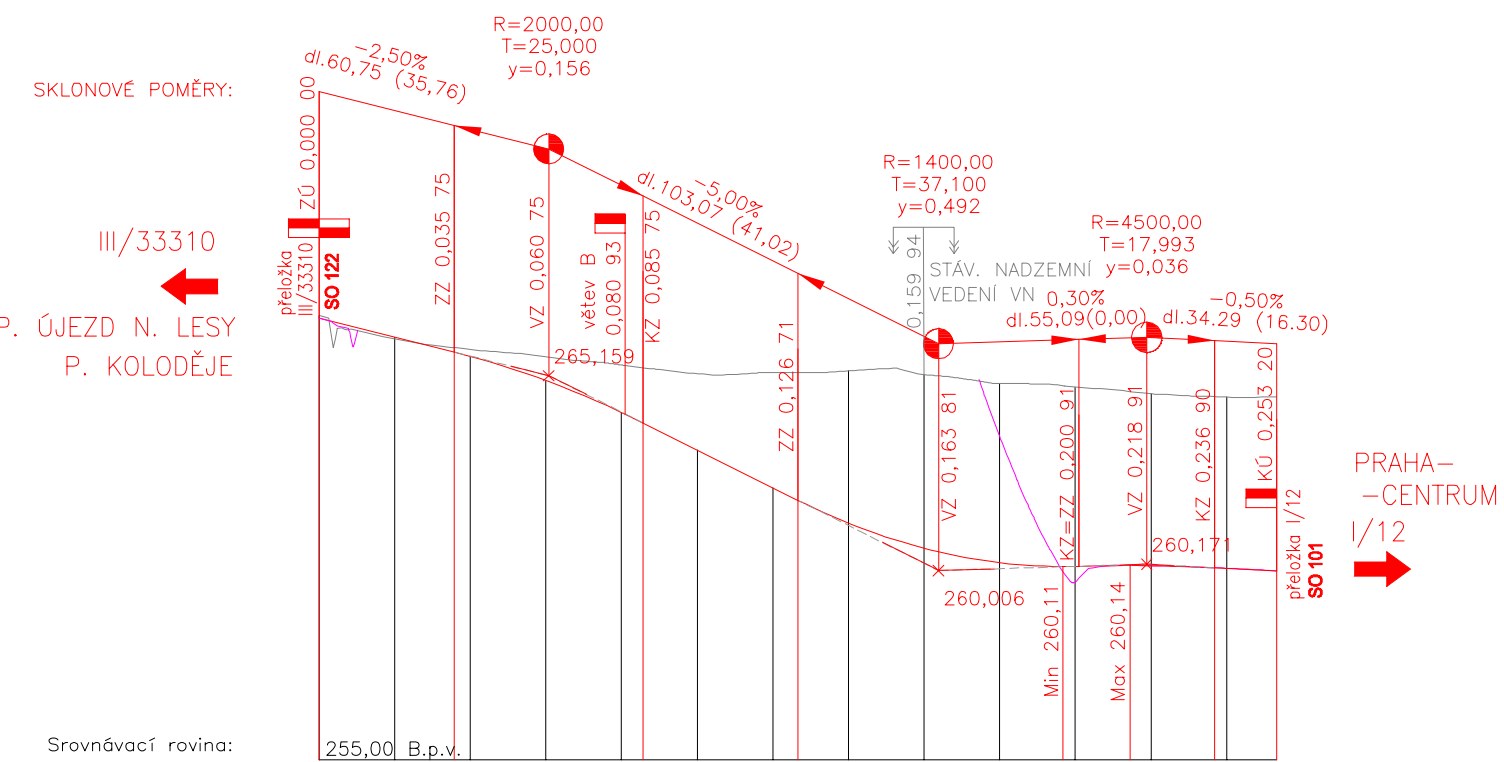 SKLONOVÉ POMĚRY:
-2,50%
dl.60,75 (35,76)
R=2000,00
T=25,000
y=0,156
-5,00%
dl.103,07 (41,02)
R=1400,00
T=37,100
y=0,492
R=4500,00
T=17,993
y=0,036
0,30%
dl.55,09(0,00)
-0,50%
dl.34.29 (16.30)
STÁV. NADZEMNÍ
VEDENÍ VN
0,159 94
III/33310
P. ÚJEZD N. LESY
P. KOLODĚJE
ZÚ 0,000 00
přeložka
III/33310
SO 122
ZZ 0,035 75
VZ 0,060 75
větev B
0,080 93
KZ 0,085 75
ZZ 0,126 71
VZ 0,163 81
KZ=ZZ 0,200 91
VZ 0,218 91
KZ 0,236 90
KÚ 0,253 20
265,159
260,006
260,171
Min 260,11
Max 260,14
přeložka I/12
SO 101
PRAHA-
-CENTRUM
I/12
Srovnávací rovina:
255,00 B.p.v.